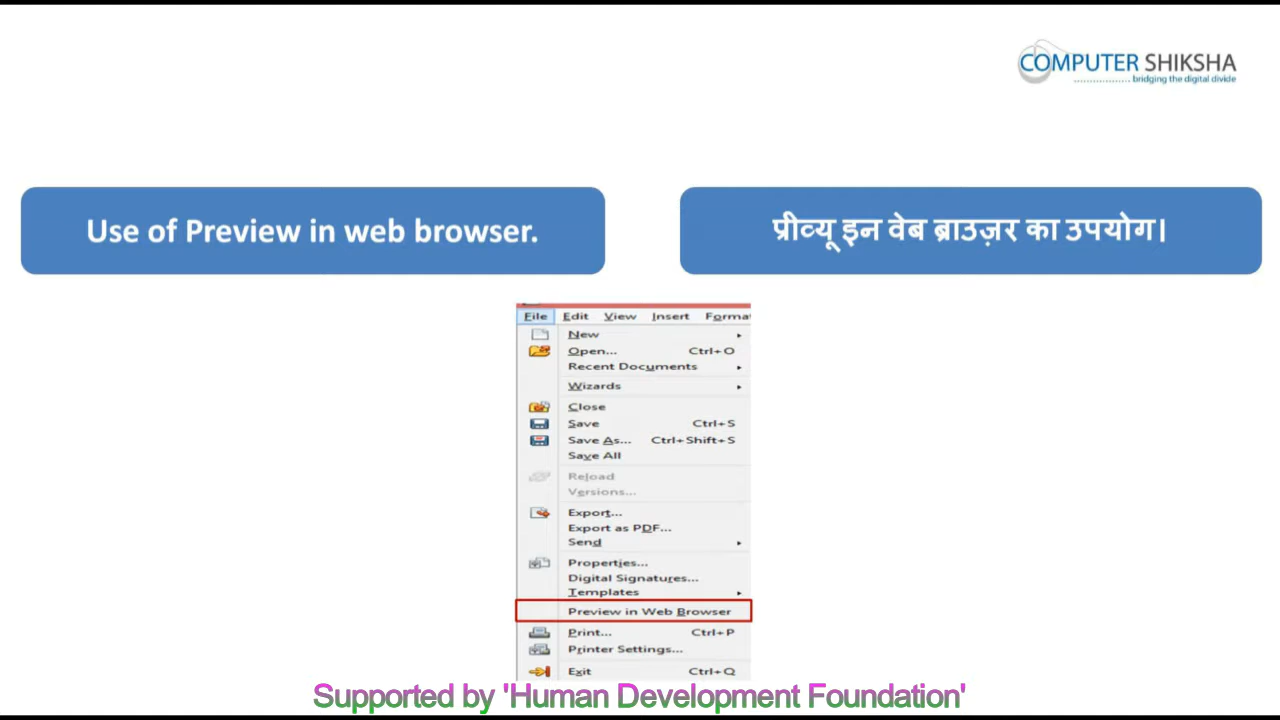 COMPUTER SHIKSHA
bridging the digital divide
Use of Preview in web browser.
प्रीव्यू इन वेब ब्राउज़र का उपयोग।
File Edit View Insert Format
New
Open... Ctrl+O
Recent Documents
Wizards
Close
Save Ctrl+S
Save As... Ctrl+Shift+S
Save All
Reload
Versions...
Export...
Export as PDF...
Send
Properties...
Digital Signatures...
Templates
Preview in Web Browser
Print... Ctrl+P
Printer Settings...
Exit Ctrl+Q
Supported by 'Human Development Foundation'